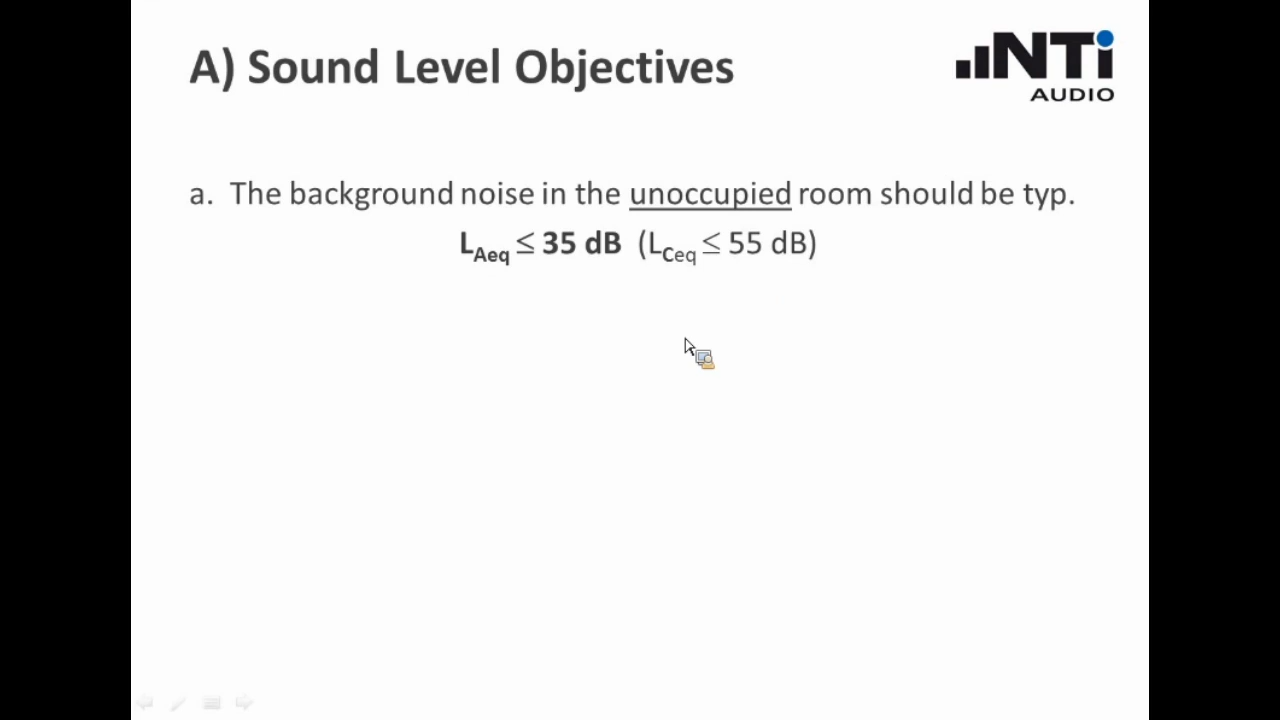 A) Sound Level Objectives
NTi
AUDIO
a. The background noise in the unoccupied room should be typ.
LAeq ≤ 35 dB (LCeq ≤ 55 dB)